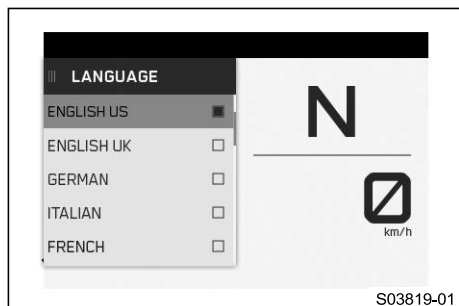 LANGUAGE
ENGLISH US
ENGLISH UK
GERMAN
ITALIAN
FRENCH
N
0
km/h
S03819-01